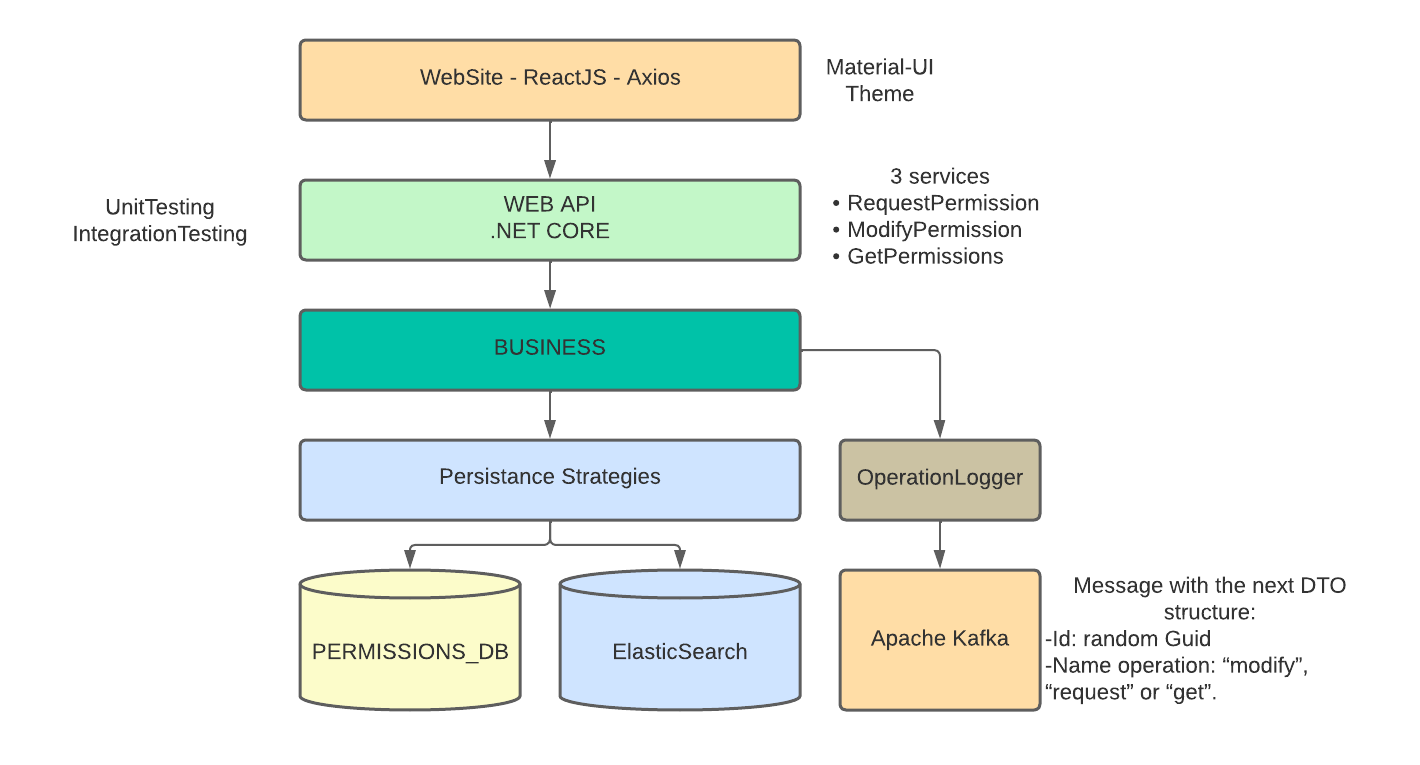 WebSite - ReactJS - Axios
Material-UI
Theme
UnitTesting
IntegrationTesting
WEB API
.NET CORE
3 services
• RequestPermission
• ModifyPermission
• GetPermissions
BUSINESS
Persistance Strategies
OperationLogger
PERMISSIONS_DB
ElasticSearch
Apache Kafka
Message with the next DTO
structure:
-Id: random Guid
-Name operation: “modify”,
“request” or “get”.